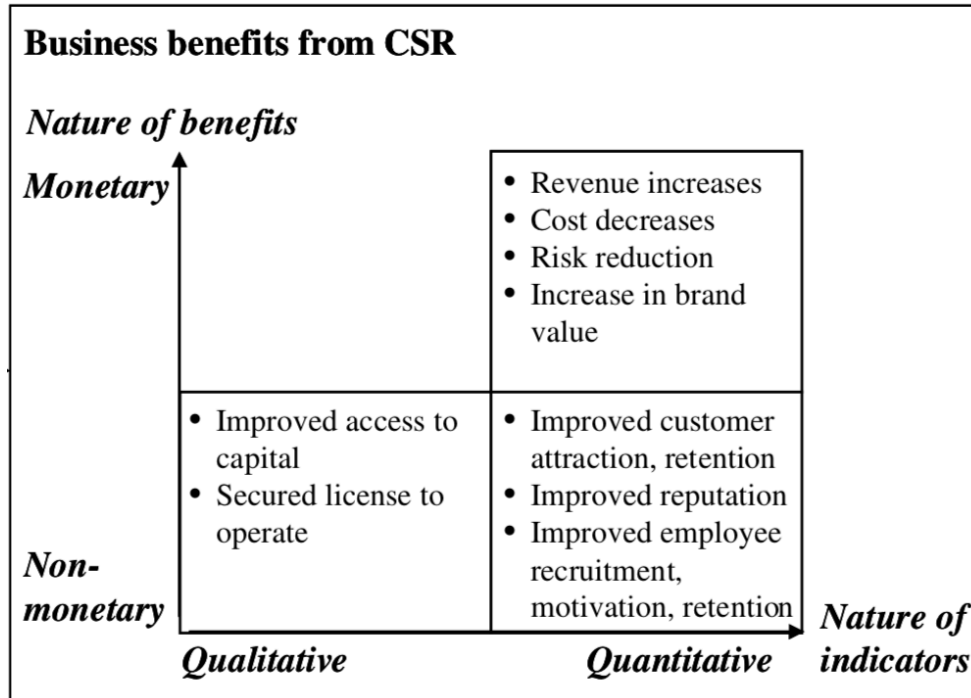 Business benefits from CSR
Nature of benefits
Monetary
• Revenue increases
• Cost decreases
• Risk reduction
• Increase in brand
value
• Improved access to
capital
• Secured license to
operate
• Improved customer
attraction, retention
• Improved reputation
• Improved employee
recruitment,
motivation, retention
Non-
monetary
Qualitative
Quantitative
Nature of
indicators